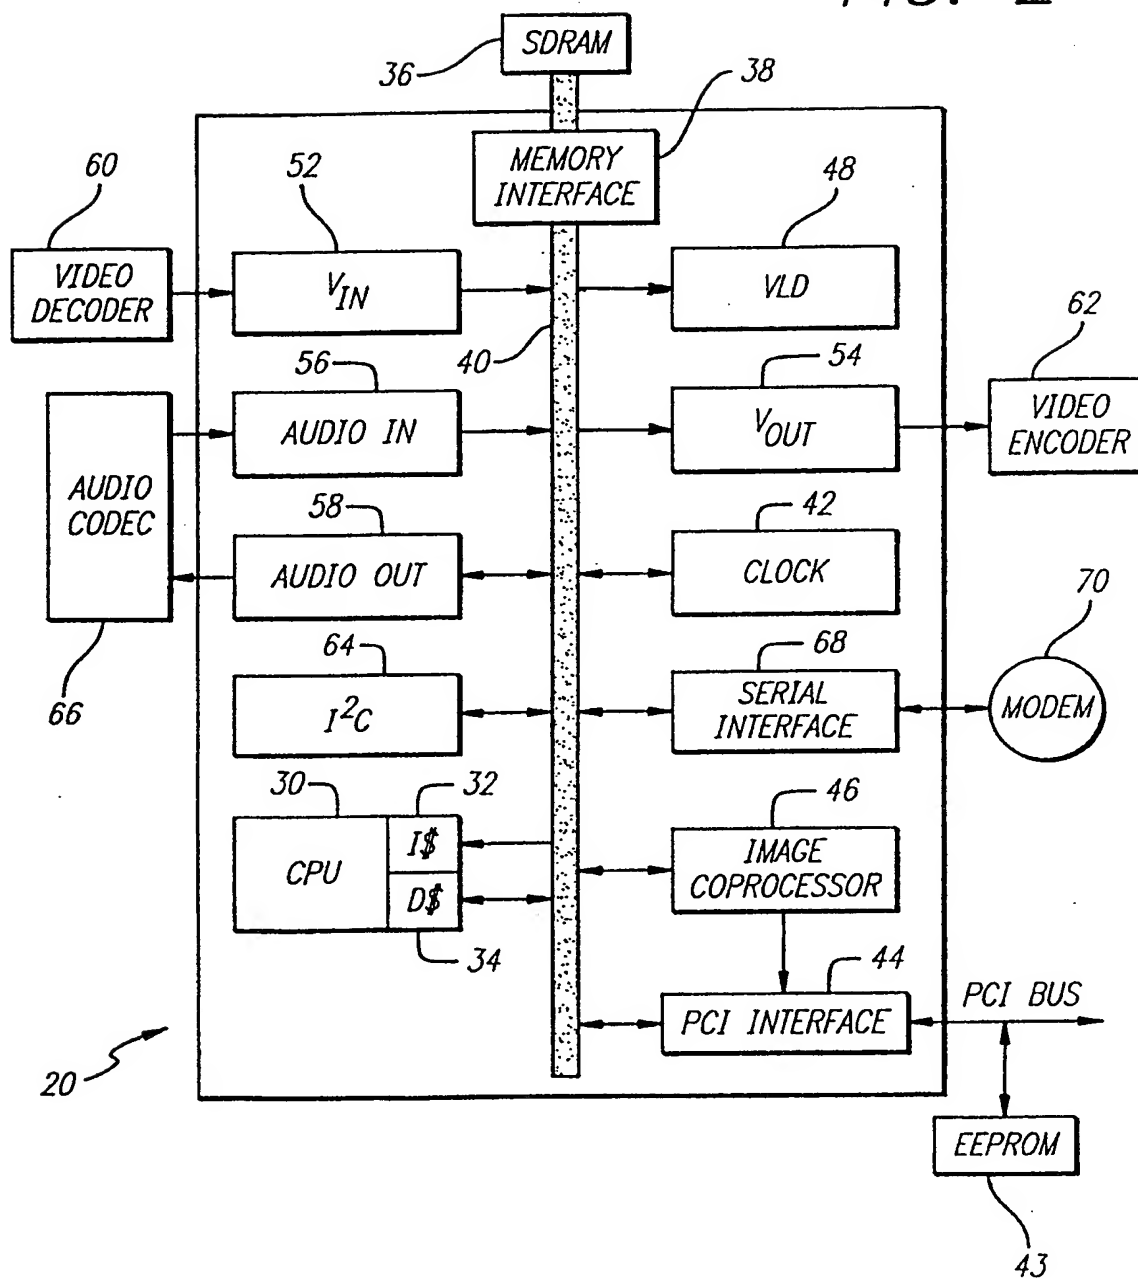 SDRAM
36
38
MEMORY
INTERFACE
60
52
48
VIDEO
DECODER
V_IN
VLD
40
62
56
54
AUDIO IN
V_OUT
VIDEO
ENCODER
AUDIO
CODEC
58
42
AUDIO OUT
CLOCK
70
64
68
66
I²C
SERIAL
INTERFACE
MODEM
30
32
46
CPU
I$
D$
IMAGE
COPROCESSOR
34
44
PCI BUS
PCI INTERFACE
20
EEPROM
43